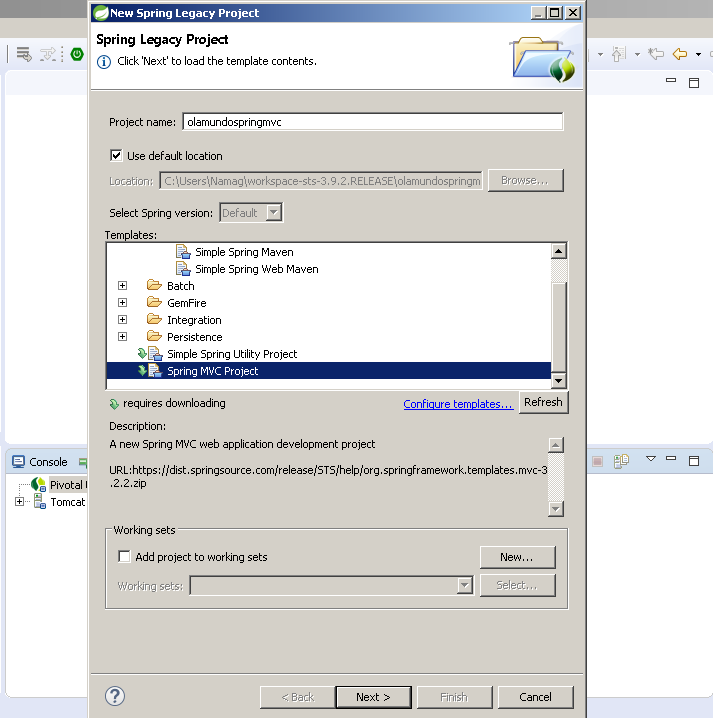 New Spring Legacy Project
Spring Legacy Project
Click 'Next' to load the template contents.
Project name: olamundospringmvc
Use default location
Location: C:\Users\Namag\workspace-sts-3.9.2.RELEASE\olamundospringm
Browse...
Select Spring version: Default
Templates:
Simple Spring Maven
Simple Spring Web Maven
Batch
GemFire
Integration
Persistence
Simple Spring Utility Project
Spring MVC Project
requires downloading
Configure templates...
Refresh
Description:
A new Spring MVC web application development project
URL:https://dist.springsource.com/release/STS/help/org.springframework.templates.mvc-3
.2.2.zip
Console
Pivotal
Tomcat
Working sets
Add project to working sets
New...
Working sets:
Select...
< Back
Next >
Finish
Cancel